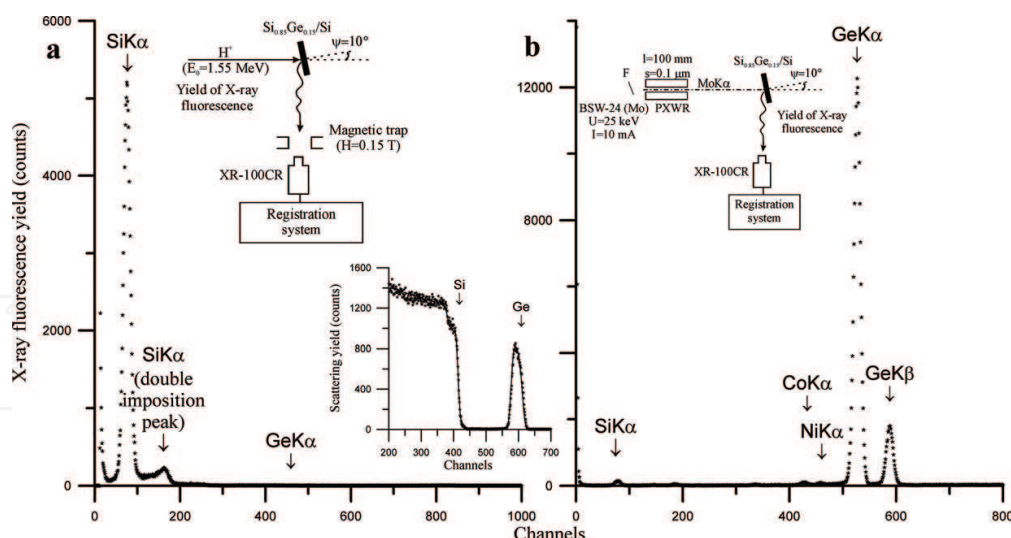 a
SiKα
H⁺
(E₀=1.55 MeV)
Yield of X-ray
fluorescence
Si₀.₈₅Ge₀.₁₅/Si
ψ=10°
Magnetic trap
(H=0.15 T)
XR-100CR
Registration
system
SiKα
(double
imposition
peak)
GeKα
X-ray fluorescence yield (counts)
6000
4000
2000
0
0 200 400 600 800 1000
Scattering yield (counts)
1600
1400
1200
800
400
0
Si
Ge
200 300 400 500 600 700
Channels
b
GeKα
I=100 mm
s=0.1 μm
F
MoKα
BSW-24 (Mo) PXWR
U=25 keV
I=10 mA
Si₀.₈₅Ge₀.₁₅/Si
ψ=10°
Yield of X-ray
fluorescence
XR-100CR
Registration
system
SiKα
CoKα
NiKα
GeKβ
12000
8000
4000
0
0 200 400 600 800
Channels